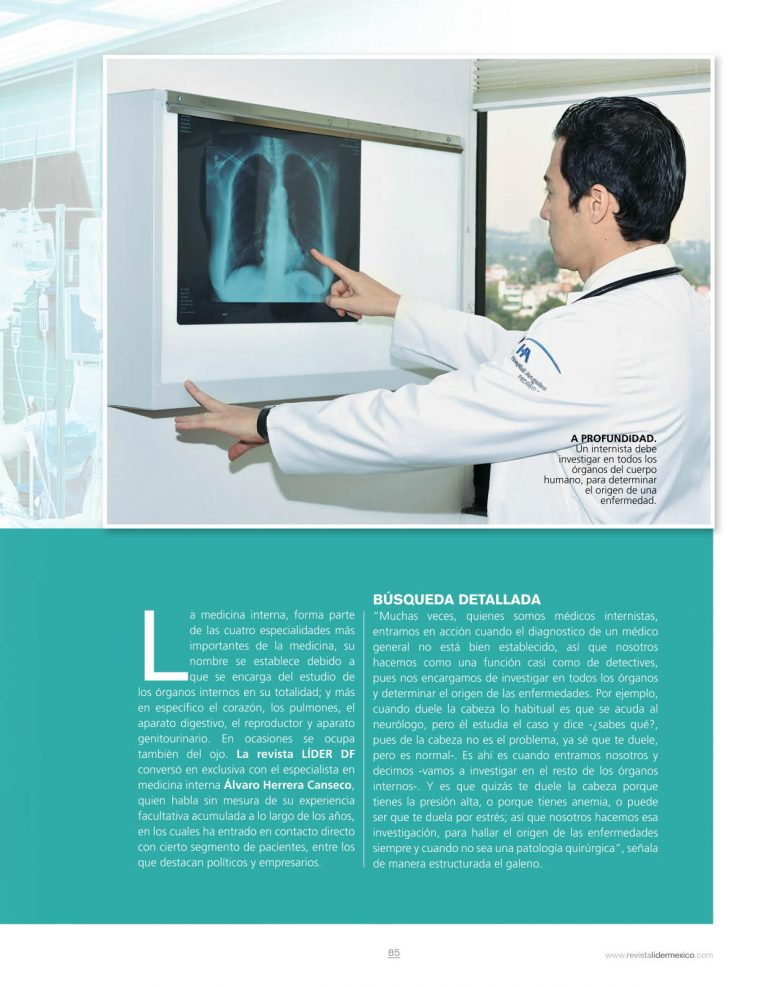 HA
Hospital Angeles
PEDREGAL
A PROFUNDIDAD.
Un internista debe
investigar en todos los
órganos del cuerpo
humano, para determinar
el origen de una
enfermedad.
La medicina interna, forma parte
de las cuatro especialidades más
importantes de la medicina, su
nombre se establece debido a
que se encarga del estudio de
los órganos internos en su totalidad; y más
en específico el corazón, los pulmones, el
aparato digestivo, el reproductor y aparato
genitourinario. En ocasiones se ocupa
también del ojo. La revista LÍDER DF
conversó en exclusiva con el especialista en
medicina interna Álvaro Herrera Canseco,
quien habla sin mesura de su experiencia
facultativa acumulada a lo largo de los años,
en los cuales ha entrado en contacto directo
con cierto segmento de pacientes, entre los
que destacan políticos y empresarios.
BÚSQUEDA DETALLADA
“Muchas veces, quienes somos médicos internistas,
entramos en acción cuando el diagnostico de un médico
general no está bien establecido, así que nosotros
hacemos como una función casi como de detectives,
pues nos encargamos de investigar en todos los órganos
y determinar el origen de las enfermedades. Por ejemplo,
cuando duele la cabeza lo habitual es que se acuda al
neurólogo, pero él estudia el caso y dice -¿sabes qué?,
pues de la cabeza no es el problema, ya sé que te duele,
pero es normal-. Es ahí es cuando entramos nosotros y
decimos -vamos a investigar en el resto de los órganos
internos-. Y es que quizás te duele la cabeza porque
tienes la presión alta, o porque tienes anemia, o puede
ser que te duela por estrés; así que nosotros hacemos esa
investigación, para hallar el origen de las enfermedades
siempre y cuando no sea una patología quirúrgica”, señala
de manera estructurada el galeno.
85
www.revistalidermexico.com